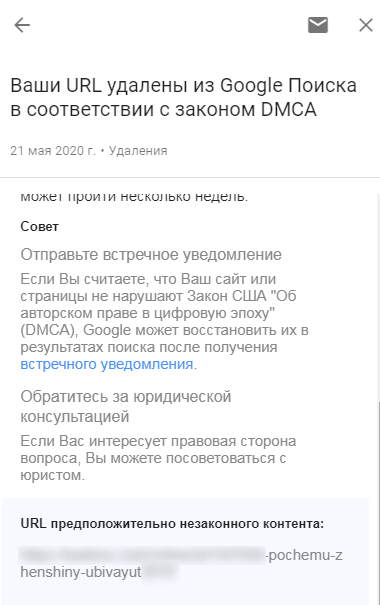 Ваши URL удалены из Google Поиска
в соответствии с законом DMCA
21 мая 2020 г. • Удаления
может пройти несколько недель.
Совет
Отправьте встречное уведомление
Если Вы считаете, что Ваш сайт или
страницы не нарушают Закон США "Об
авторском праве в цифровую эпоху"
(DMCA), Google может восстановить их в
результатах поиска после получения
встречного уведомления.
Обратитесь за юридической
консультацией
Если Вас интересует правовая сторона
вопроса, Вы можете посоветоваться с
юристом.
URL предположительно незаконного контента:
-pochemu-z
henshiny-ubivayut